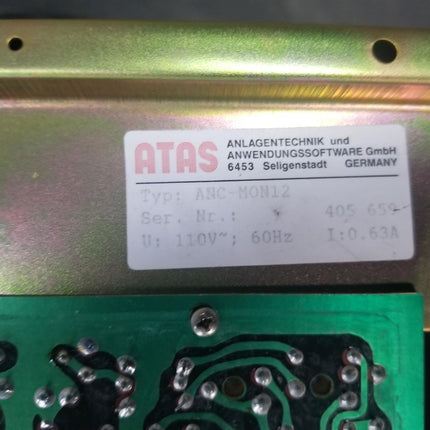 ATAS
ANLAGENTECHNIK und
ANWENDUNGSSOFTWARE GmbH
6453 Seligenstadt GERMANY
Typ: ANC-MON12
Ser. Nr.: 405 659
U: 110V~; 60Hz I:0.63A